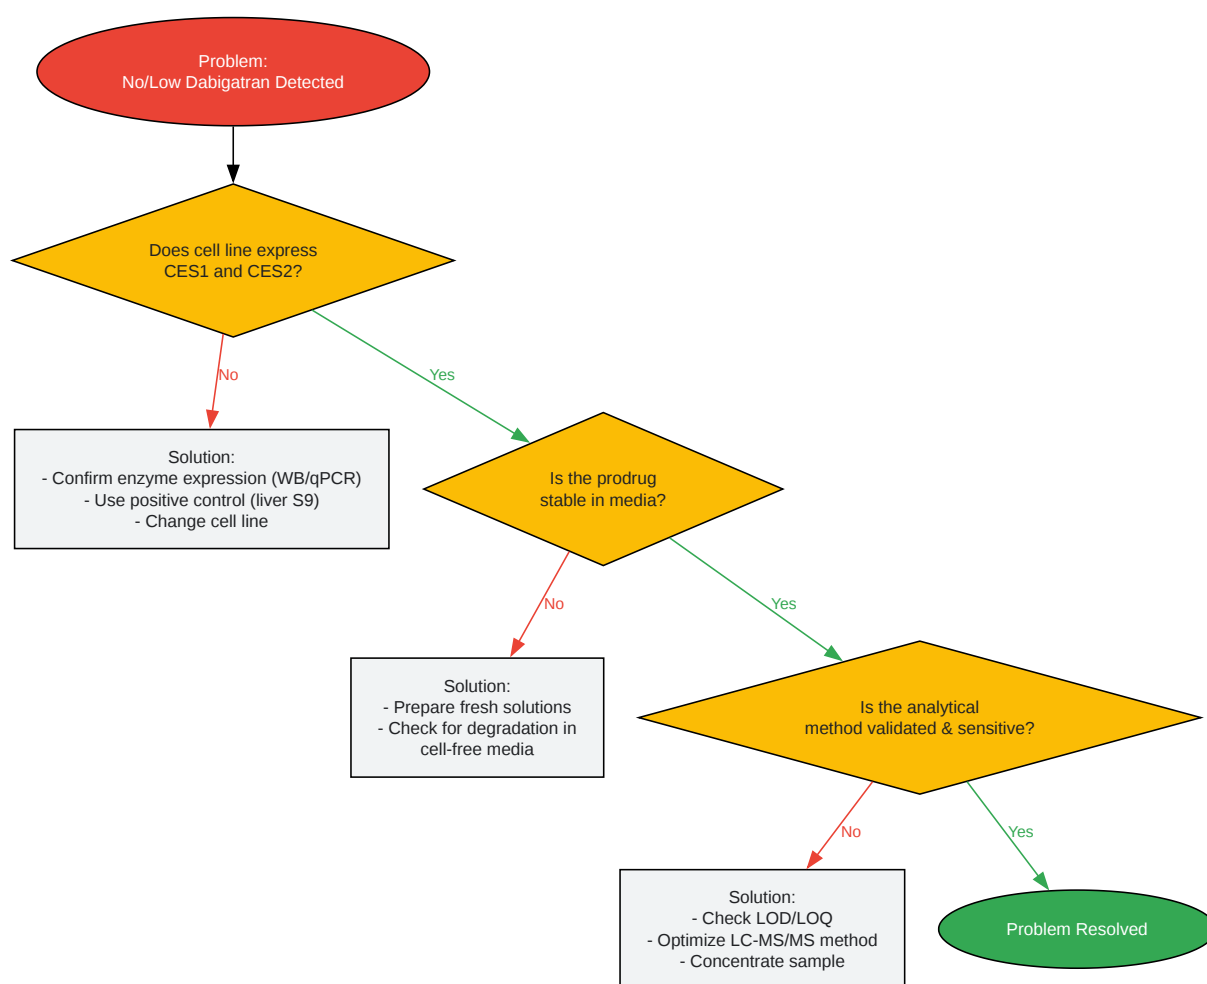 Problem:
No/Low Dabigatran Detected
Does cell line express
CES1 and CES2?
No
Yes
Solution:
- Confirm enzyme expression (WB/qPCR)
- Use positive control (liver S9)
- Change cell line
Is the prodrug
stable in media?
No
Yes
Solution:
- Prepare fresh solutions
- Check for degradation in
cell-free media
Is the analytical
method validated & sensitive?
No
Yes
Solution:
- Check LOD/LOQ
- Optimize LC-MS/MS method
- Concentrate sample
Problem Resolved